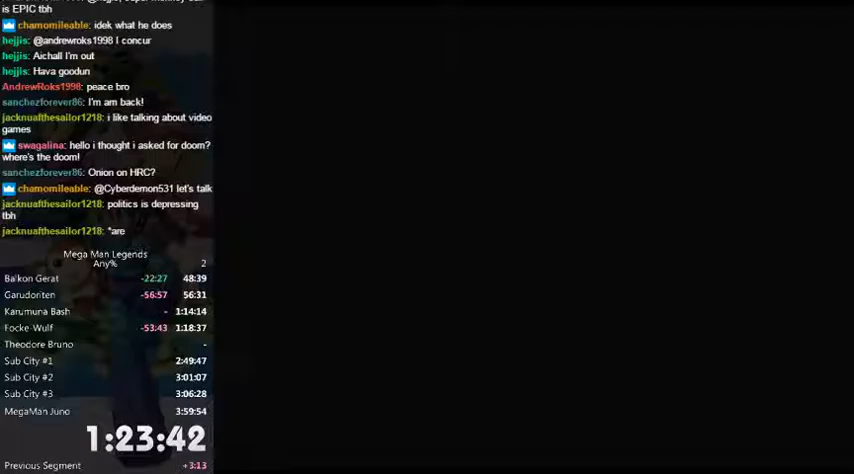 is EPIC tbh
chamomileable: idek what he does
hejjis: @andrewroks1998 I concur
hejjis: Aichall I'm out
hejjis: Hava goodun
AndrewRoks1998: peace bro
sanchezforever86: I'm am back!
jacknuafthesailor1218: i like talking about video
games
swagalina: hello i thought i asked for doom?
where's the doom!
sanchezforever86: Onion on HRC?
chamomileable: @Cyberdemon531 let's talk
jacknuafthesailor1218: politics is depressing
tbh
jacknuafthesailor1218: *are
Mega Man Legends
Any% 2
Balkon Gerat -22:27 48:39
Garudoriten -56:57 56:31
Karumuna Bash - 1:14:14
Focke-Wulf -53:43 1:18:37
Theodore Bruno -
Sub City #1 2:49:47
Sub City #2 3:01:07
Sub City #3 3:06:28
MegaMan Juno 3:59:54
1:23:42
Previous Segment +3:13